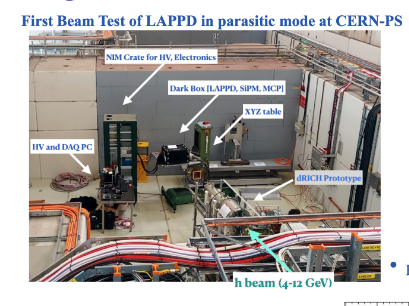 First Beam Test of LAPPD in parasitic mode at CERN-PS
NIM Crate for HV, Electronics
Dark Box [LAPPD, SiPM, MCP]
XYZ table
HV and DAQ PC
dRICH Prototype
h beam (4-12 GeV)